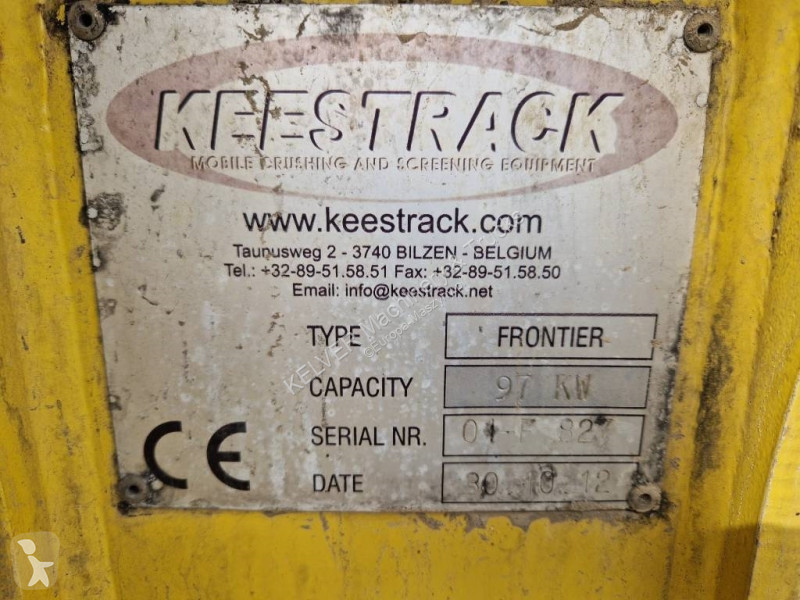 KEESTRACK
MOBILE CRUSHING AND SCREENING EQUIPMENT
www.keestrack.com
Taunusweg 2 - 3740 BILZEN - BELGIUM
Tel.: +32-89-51.58.51 Fax: +32-89-51.58.50
Email: info@keestrack.net
TYPE FRONTIER
CAPACITY 97 KW
SERIAL NR. 01-F 827
DATE 30.10.12
CE